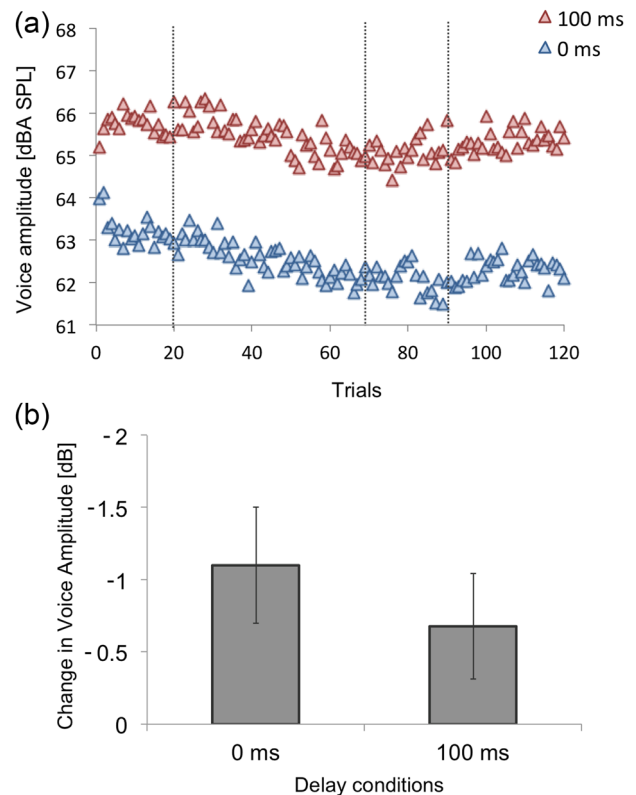 (a)
100 ms
0 ms
Voice amplitude [dBA SPL]
68
67
66
65
64
63
62
61
0 20 40 60 80 100 120
Trials
(b)
Change in Voice Amplitude [dB]
- 2
-1.5
-1
- 0.5
0
0 ms 100 ms
Delay conditions